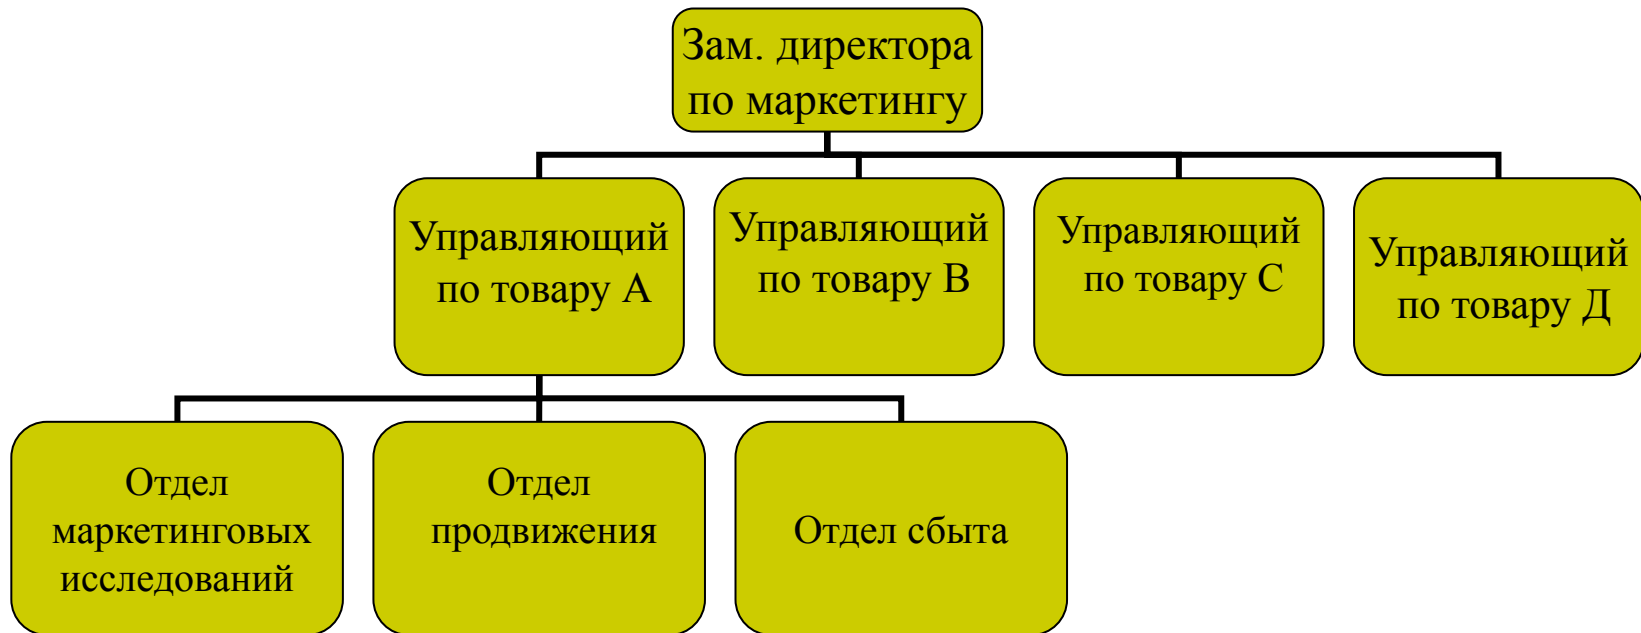 Зам. директора
по маркетингу
Управляющий
по товару А
Управляющий
по товару В
Управляющий
по товару С
Управляющий
по товару Д
Отдел
маркетинговых
исследований
Отдел
продвижения
Отдел сбыта